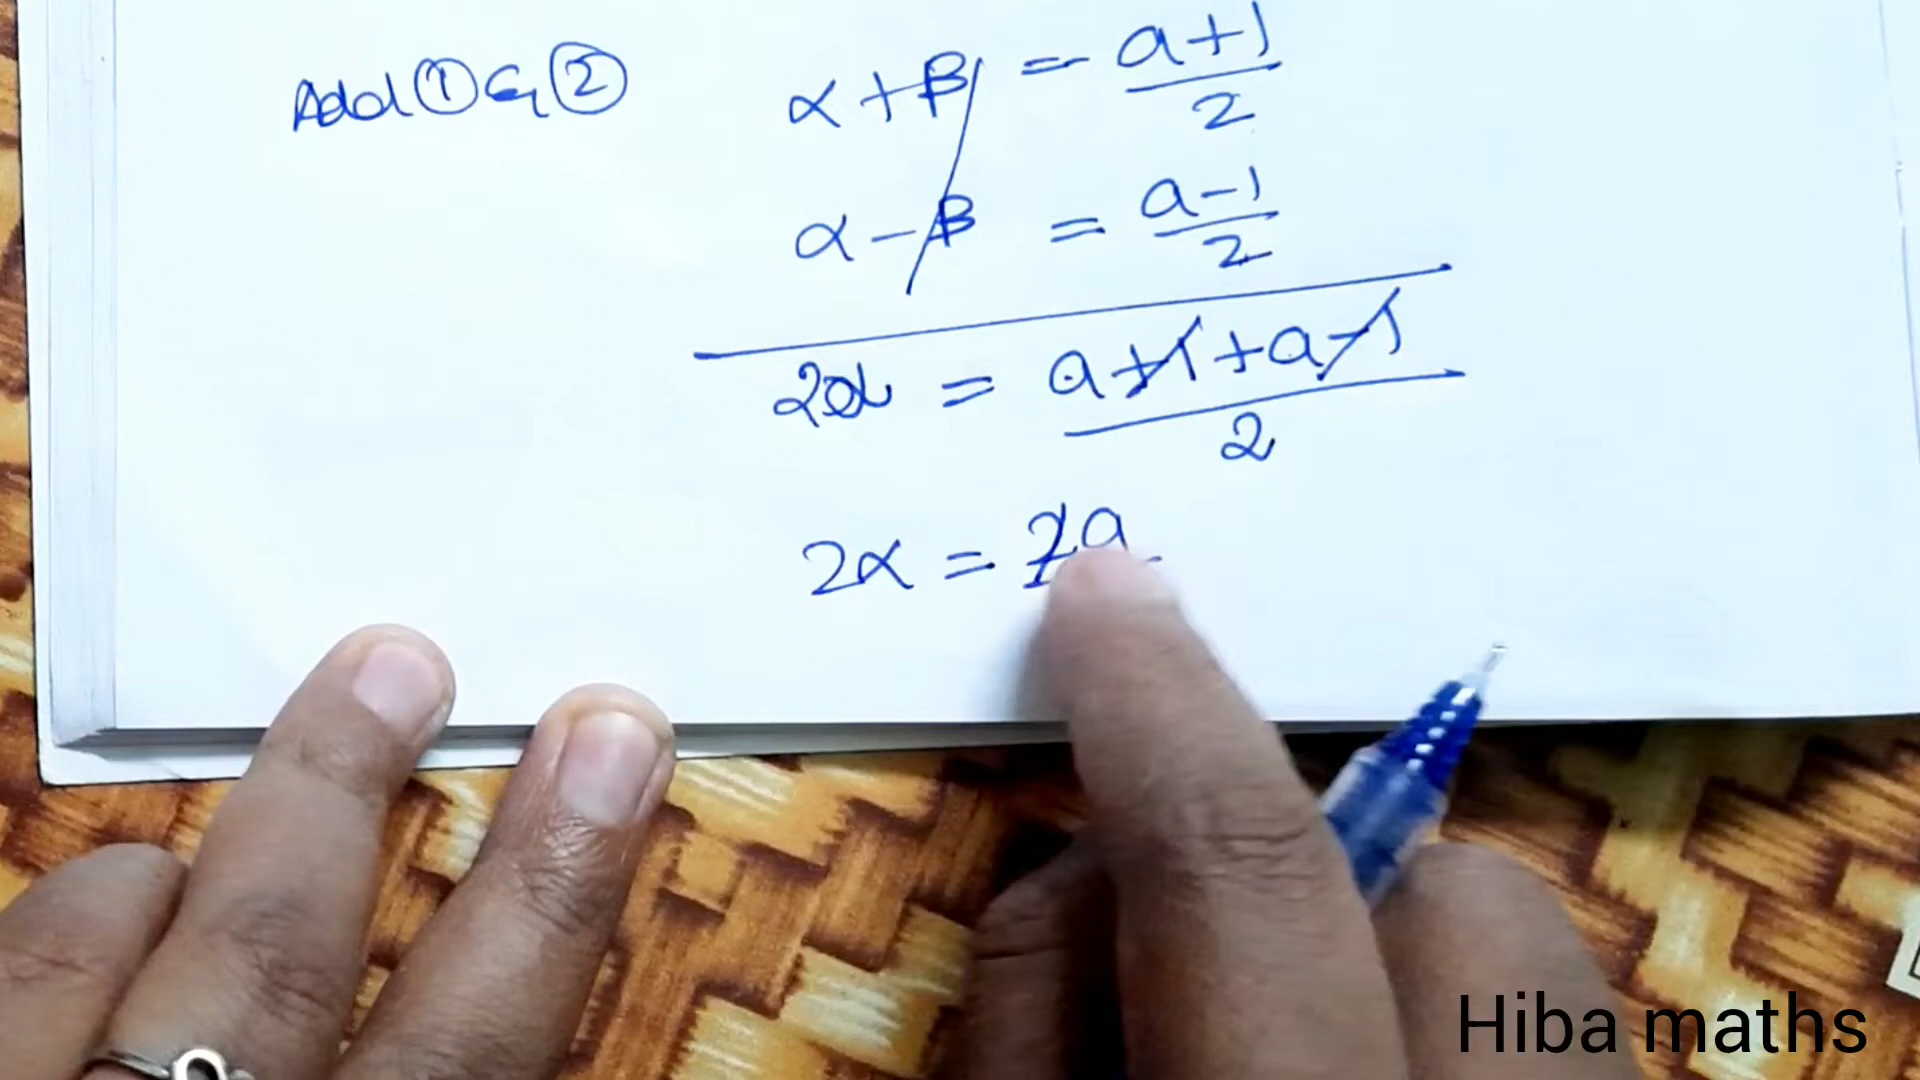 Add ① & ② α + β = a+1/2
α - β = a-1/2
2α = a+1+a-1/2
2α = 2a
Hiba maths